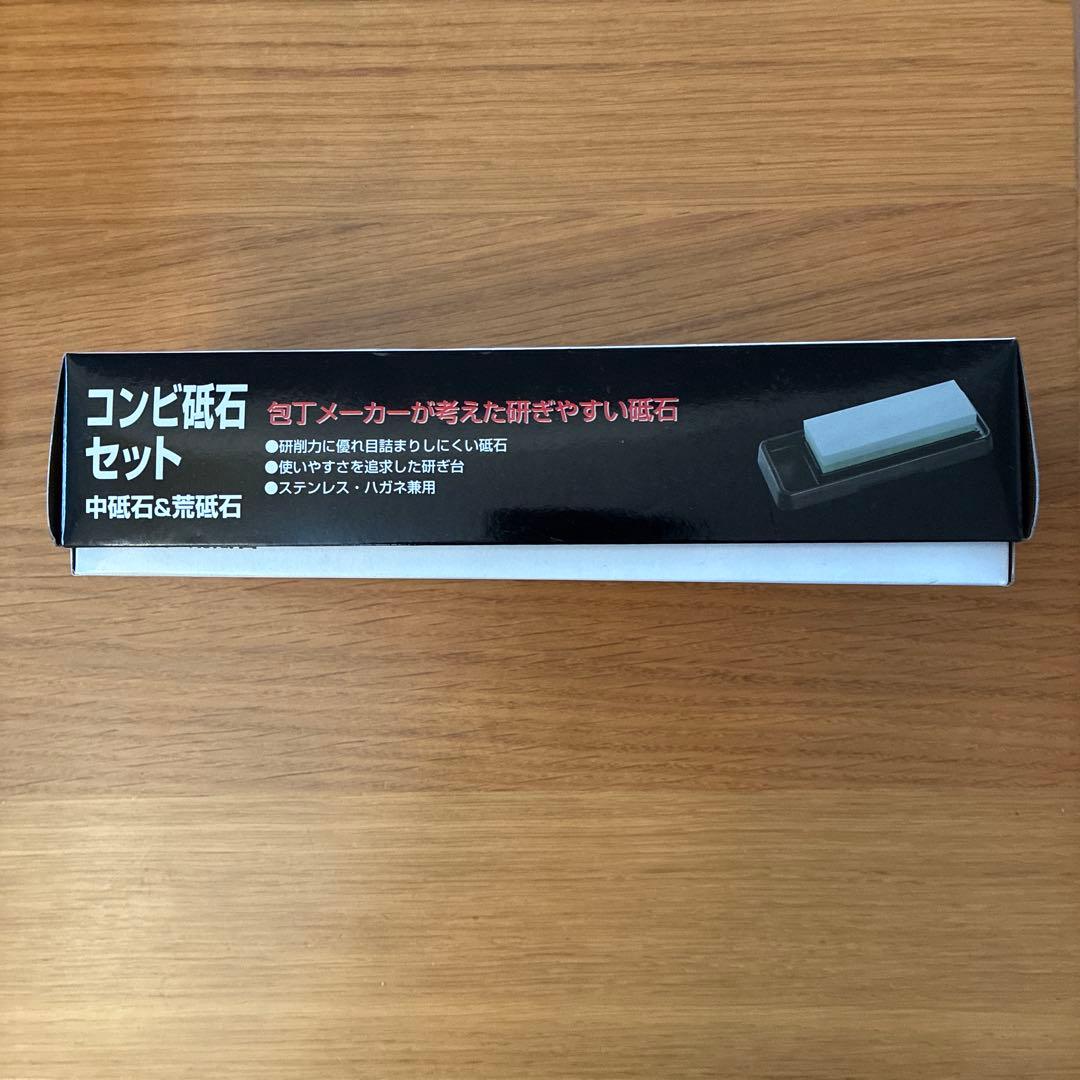 コンビ砥石
セット
中砥石&荒砥石
包丁メーカーが考えた研ぎやすい砥石
●研削力に優れ目詰まりしにくい砥石
●使いやすさを追求した研ぎ台
●ステンレス・ハガネ兼用